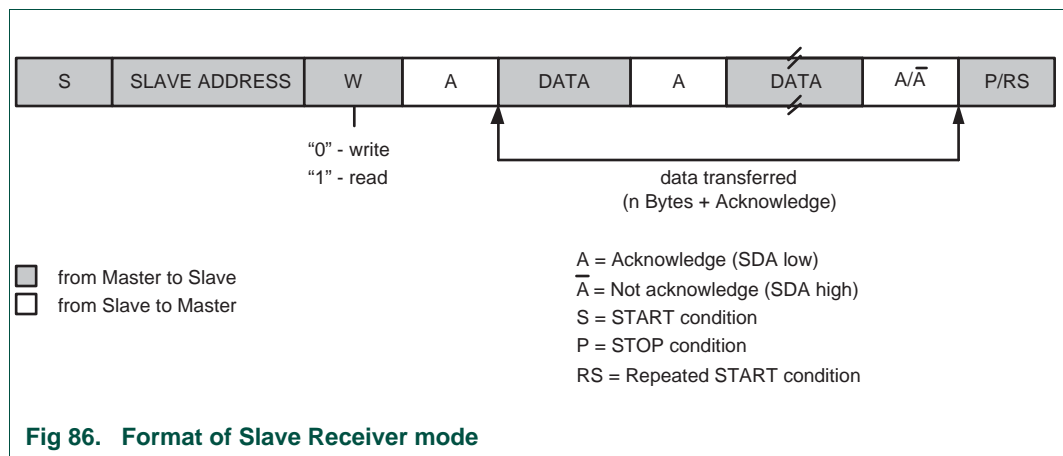 S SLAVE ADDRESS W A DATA A DATA A/A̅ P/RS
“0” - write
“1” - read
data transferred
(n Bytes + Acknowledge)
from Master to Slave
from Slave to Master
A = Acknowledge (SDA low)
A̅ = Not acknowledge (SDA high)
S = START condition
P = STOP condition
RS = Repeated START condition
Fig 86. Format of Slave Receiver mode